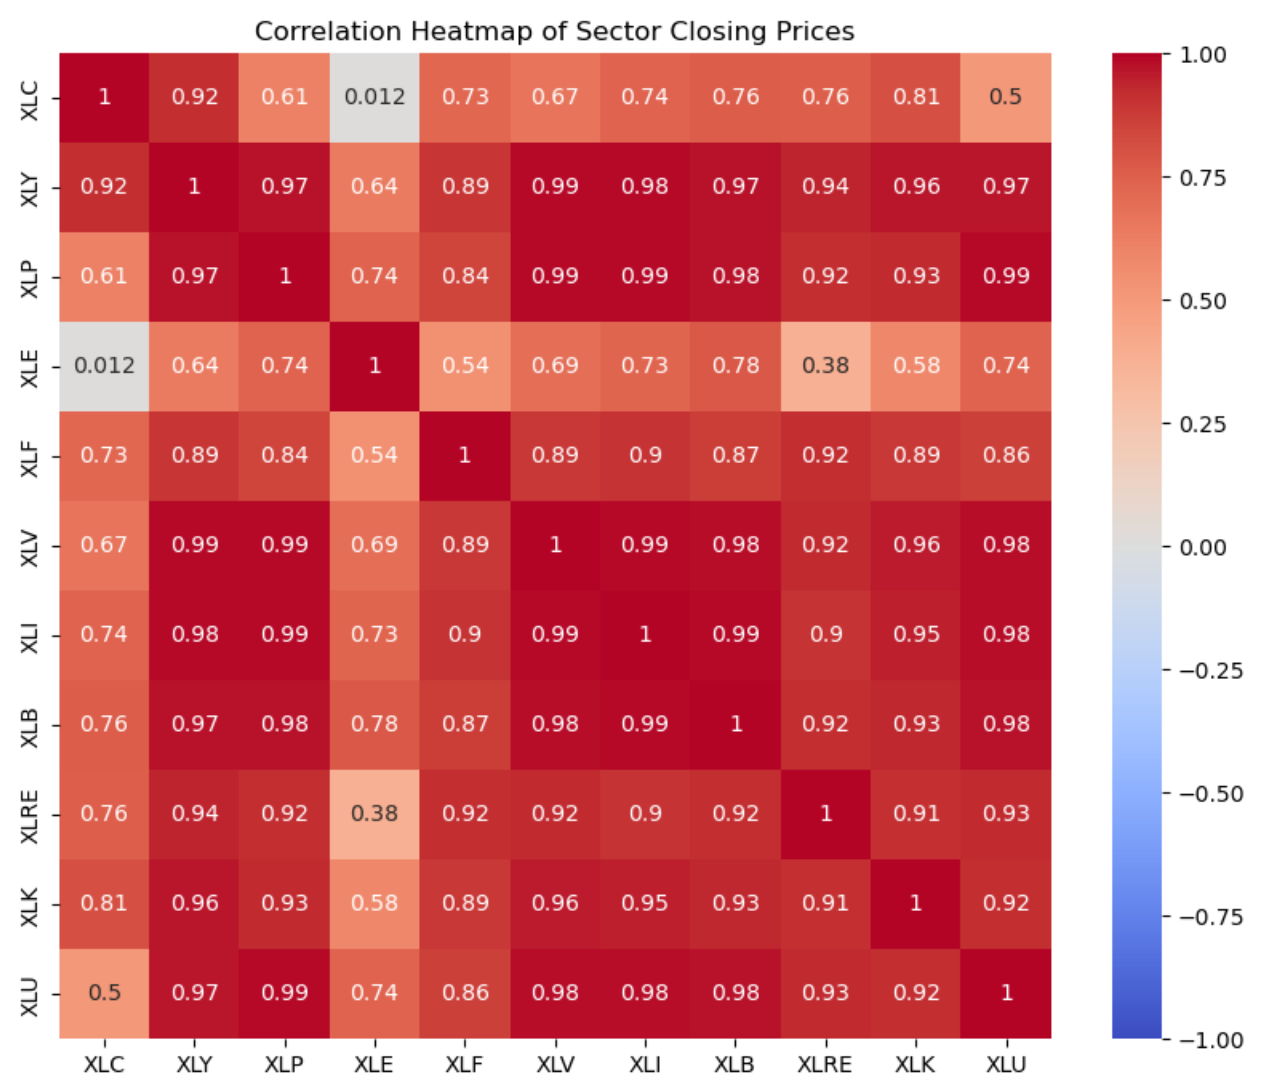 Correlation Heatmap of Sector Closing Prices
XLC 1 0.92 0.61 0.012 0.73 0.67 0.74 0.76 0.76 0.81 0.5
XLY 0.92 1 0.97 0.64 0.89 0.99 0.98 0.97 0.94 0.96 0.97
XLP 0.61 0.97 1 0.74 0.84 0.99 0.99 0.98 0.92 0.93 0.99
XLE 0.012 0.64 0.74 1 0.54 0.69 0.73 0.78 0.38 0.58 0.74
XLF 0.73 0.89 0.84 0.54 1 0.89 0.9 0.87 0.92 0.89 0.86
XLV 0.67 0.99 0.99 0.69 0.89 1 0.99 0.98 0.92 0.96 0.98
XLI 0.74 0.98 0.99 0.73 0.9 0.99 1 0.99 0.9 0.95 0.98
XLB 0.76 0.97 0.98 0.78 0.87 0.98 0.99 1 0.92 0.93 0.98
XLRE 0.76 0.94 0.92 0.38 0.92 0.92 0.9 0.92 1 0.91 0.93
XLK 0.81 0.96 0.93 0.58 0.89 0.96 0.95 0.93 0.91 1 0.92
XLU 0.5 0.97 0.99 0.74 0.86 0.98 0.98 0.98 0.93 0.92 1
XLC XLY XLP XLE XLF XLV XLI XLB XLRE XLK XLU
1.00
0.75
0.50
0.25
0.00
−0.25
−0.50
−0.75
−1.00